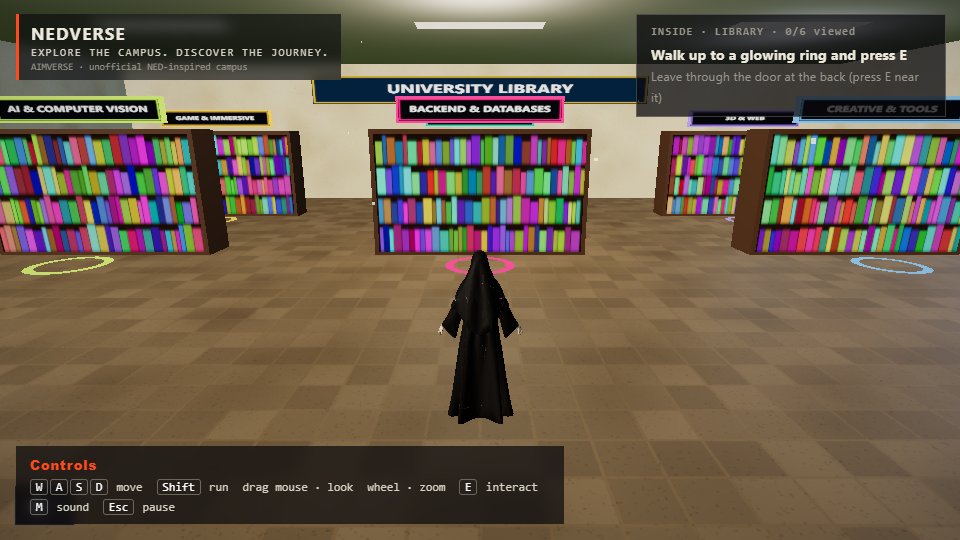 NEDVERSE
EXPLORE THE CAMPUS. DISCOVER THE JOURNEY.
AIMVERSE · unofficial NED-inspired campus
INSIDE · LIBRARY · 0/6 viewed
Walk up to a glowing ring and press E
Leave through the door at the back (press E near
it)
UNIVERSITY LIBRARY
AI & COMPUTER VISION
GAME & IMMERSIVE
BACKEND & DATABASES
3D & WEB
CREATIVE & TOOLS
Controls
W A S D move Shift run drag mouse · look wheel · zoom E interact
M sound Esc pause